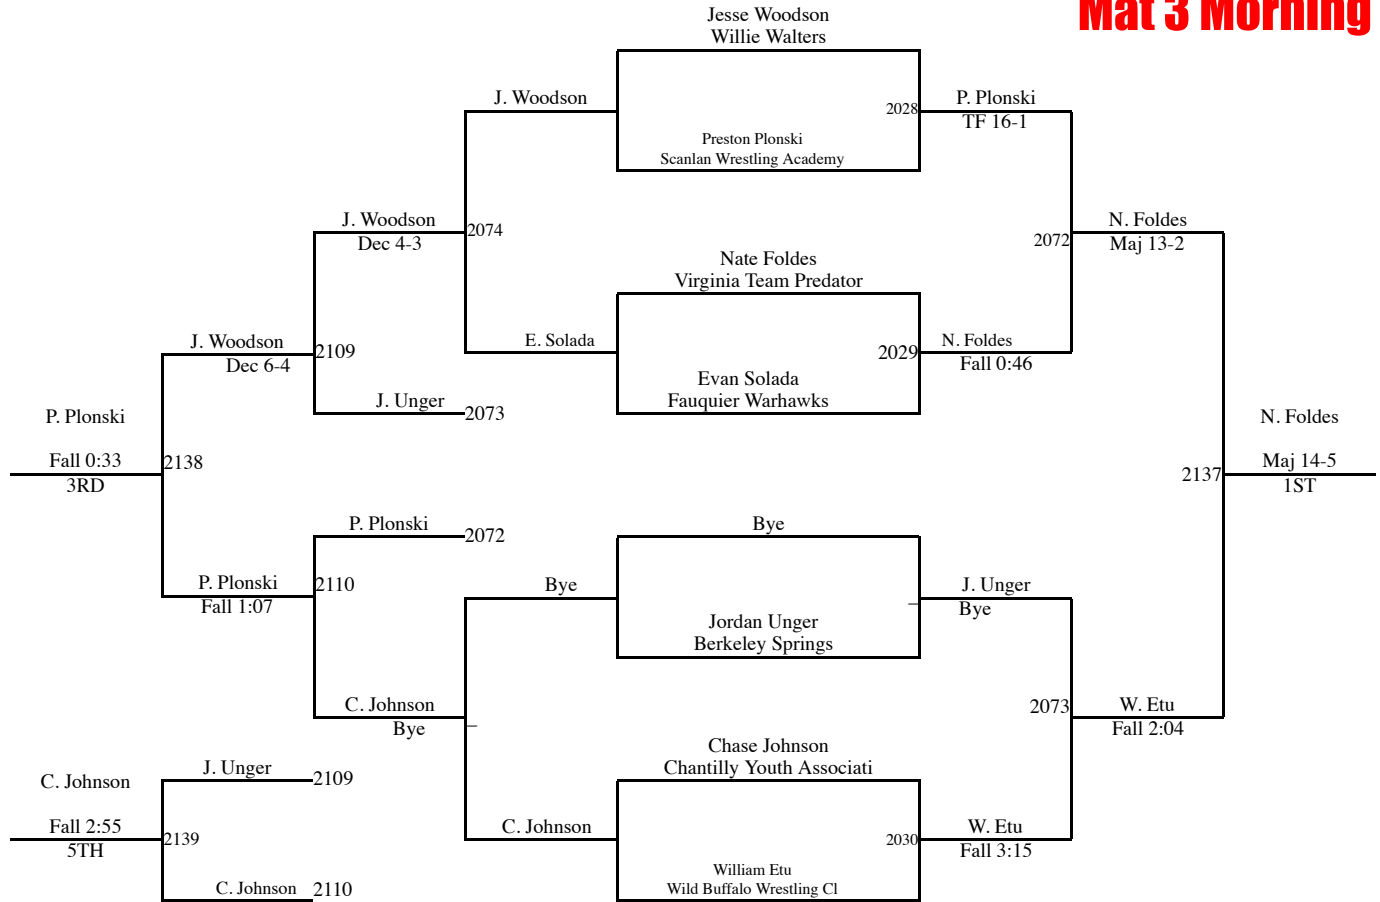 Mat 3 Morning
Jesse Woodson
Willie Walters
J. Woodson
2028
P. Plonski
TF 16-1
Preston Plonski
Scanlan Wrestling Academy
J. Woodson
Dec 4-3
2074
2072
N. Foldes
Maj 13-2
Nate Foldes
Virginia Team Predator
J. Woodson
Dec 6-4
2109
E. Solada
2029
N. Foldes
Fall 0:46
Evan Solada
Fauquier Warhawks
J. Unger
2073
P. Plonski
Fall 0:33
3RD
2138
N. Foldes
2137
Maj 14-5
1ST
P. Plonski
2072
Bye
P. Plonski
Fall 1:07
2110
Bye
J. Unger
Bye
Jordan Unger
Berkeley Springs
C. Johnson
Bye
2073
W. Etu
Fall 2:04
Chase Johnson
Chantilly Youth Associati
J. Unger
2109
C. Johnson
Fall 2:55
5TH
2139
C. Johnson
2030
W. Etu
Fall 3:15
William Etu
Wild Buffalo Wrestling Cl
C. Johnson
2110